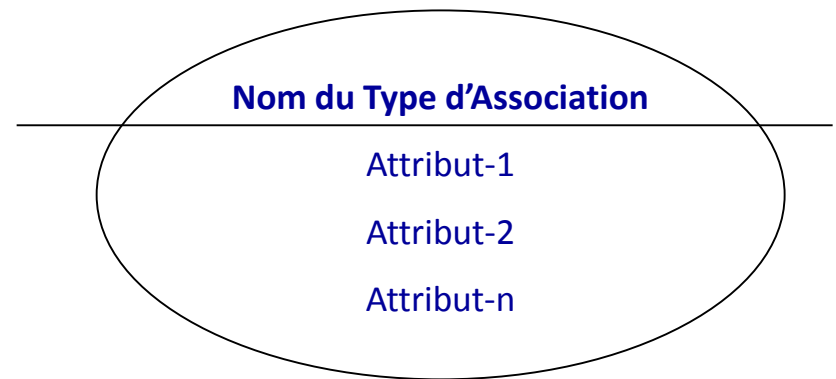 Nom du Type d’Association
Attribut-1
Attribut-2
Attribut-n